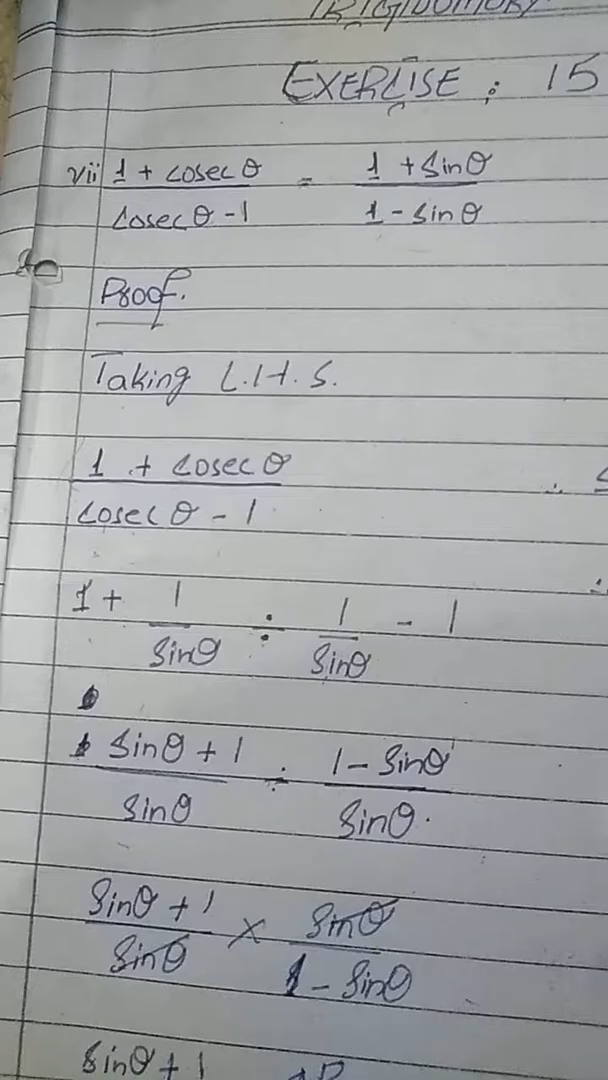 TRIGNOMETRY
EXERCISE : 15
vii 1 + cosec θ / cosec θ - 1 = 1 + sin θ / 1 - sin θ
Proof.
Taking L.H.S.
1 + cosec θ / cosec θ - 1 ∴
1 + 1 / sin θ ÷ 1 / sin θ - 1 ∴
sin θ + 1 / sin θ ÷ 1 - sin θ / sin θ.
sin θ + 1 / sin θ × sin θ / 1 - sin θ
sin θ + 1